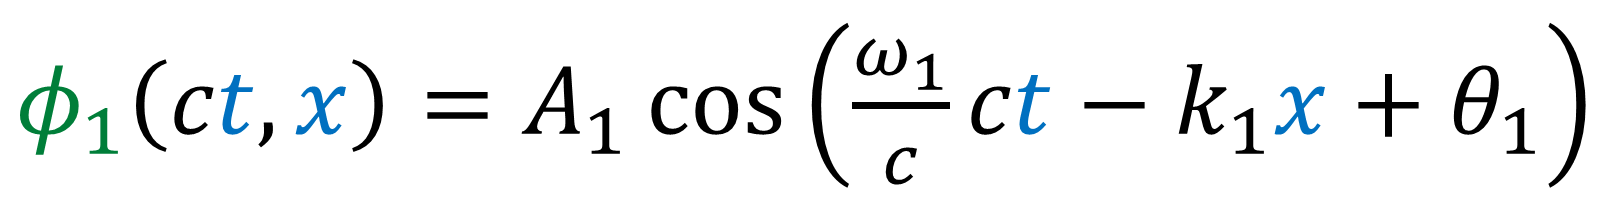 ϕ₁(ct, x) = A₁ cos(ω₁/c ct − k₁x + θ₁)